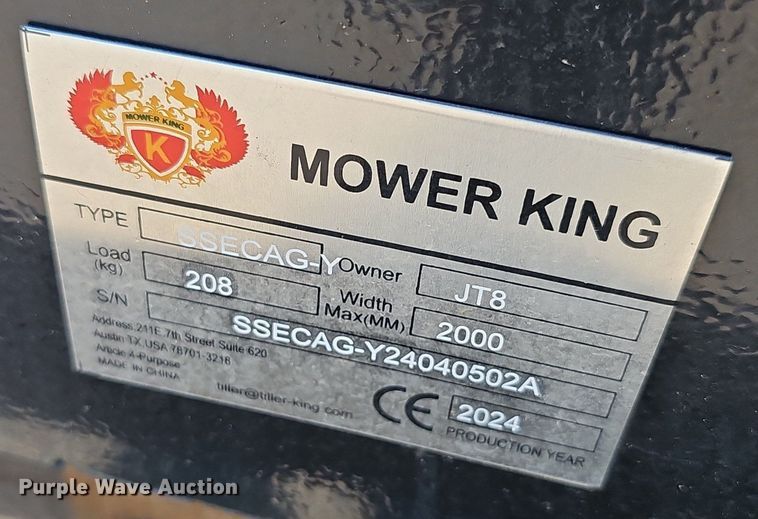 MOWER KING
K
MOWER KING
TYPE SSECAG-Y Owner JT8
Load (kg) 208 Width Max(MM) 2000
S/N SSECAG-Y24040502A
Address:211E.7th Street Suite 620
Austin TX,USA 78701-3218
Article 4-Purpose
MADE IN CHINA
tiller@tiller-king.com
CE 2024
PRODUCTION YEAR
Purple Wave Auction